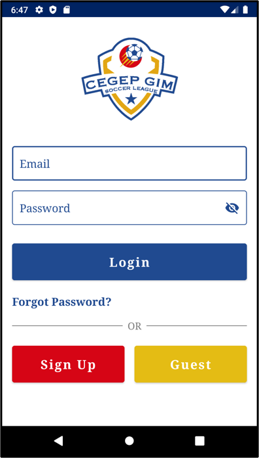 6:47
CEGEP GIM
SOCCER LEAGUE
Email
Password
Login
Forgot Password?
OR
Sign Up
Guest